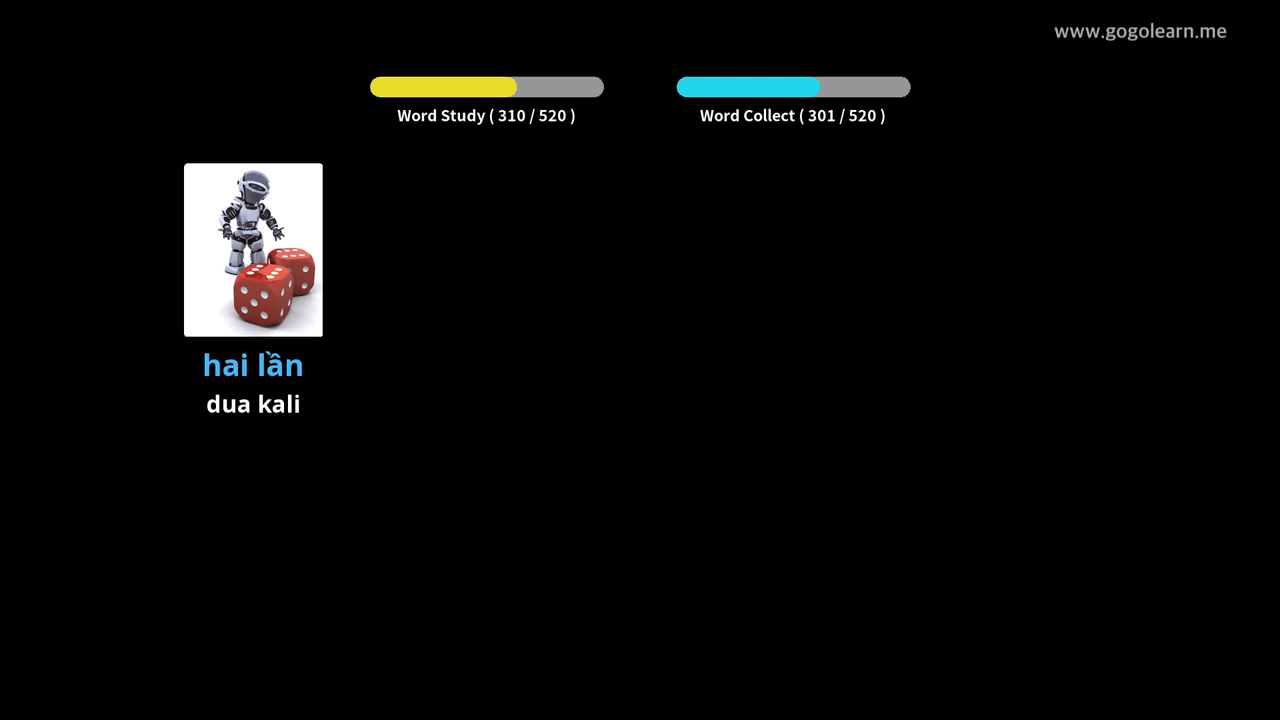 www.gogolearn.me
Word Study ( 310 / 520 )
Word Collect ( 301 / 520 )
hai lần
dua kali